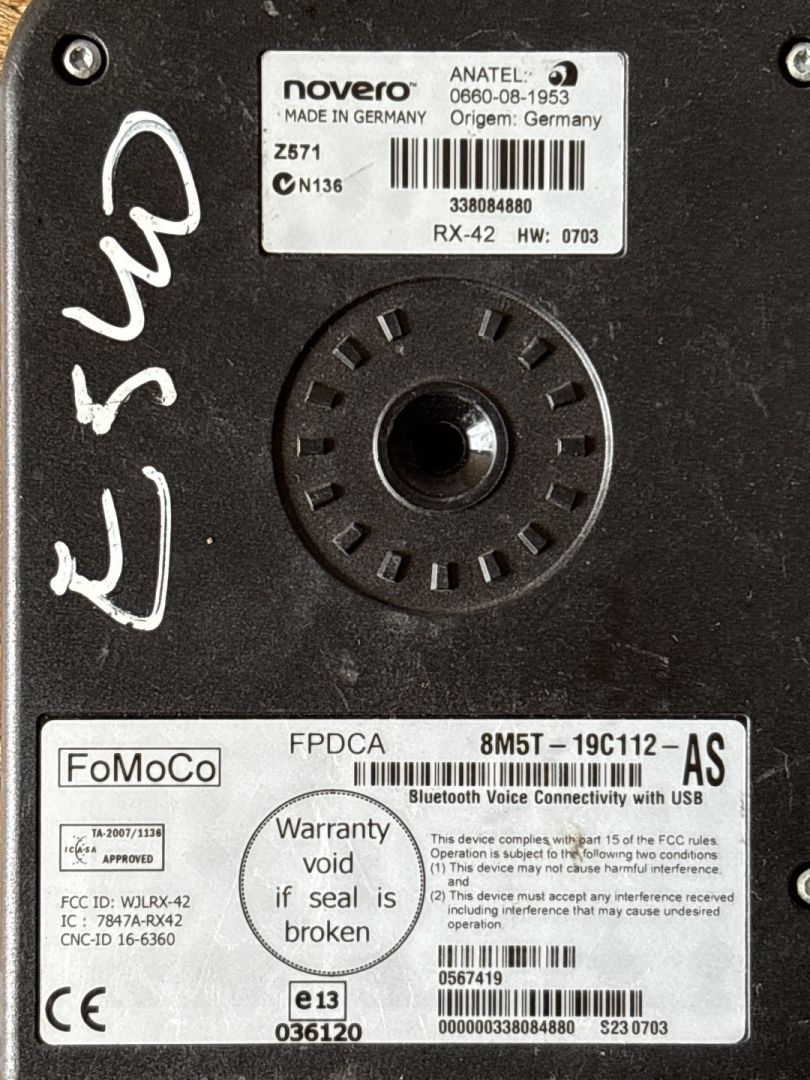 novero™
MADE IN GERMANY
ANATEL:
0660-08-1953
Origem: Germany
Z571
N136
338084880
RX-42 HW: 0703
FoMoCo
FPDCA
8M5T-19C112-AS
Bluetooth Voice Connectivity with USB
TA-2007/1136
ICASA
APPROVED
FCC ID: WJLRX-42
IC : 7847A-RX42
CNC-ID 16-6360
CE
Warranty
void
if seal is
broken
e13
036120
This device complies with part 15 of the FCC rules.
Operation is subject to the following two conditions
(1) This device may not cause harmful interference,
and
(2) This device must accept any interference received
including interference that may cause undesired
operation.
0567419
000000338084880 S23 0703